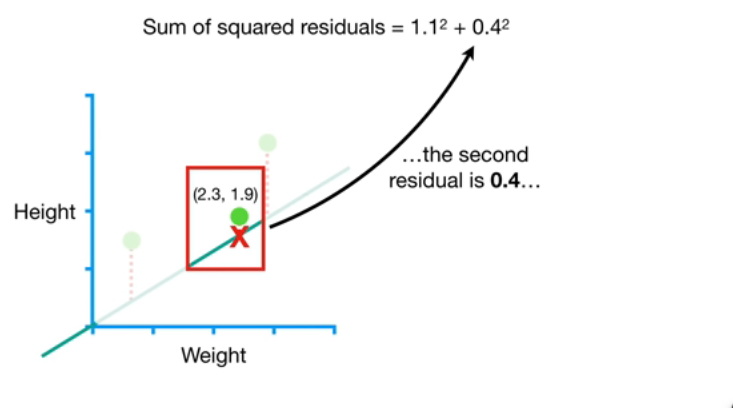 Sum of squared residuals = 1.1² + 0.4²
…the second
residual is 0.4…
(2.3, 1.9)
X
Height
Weight